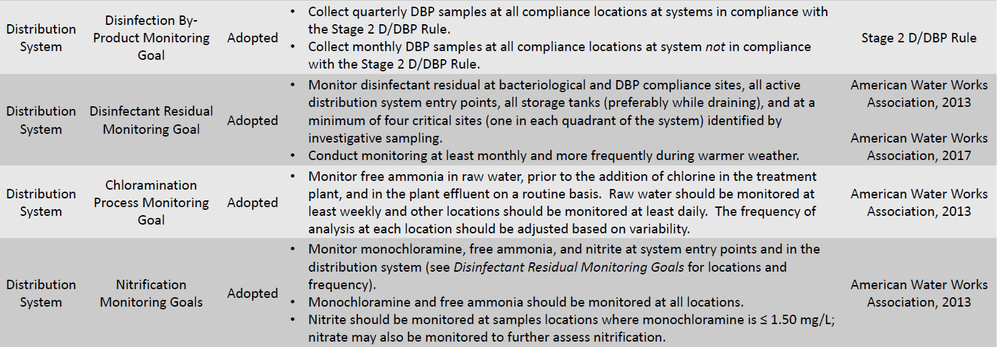 Distribution
System
Disinfection By-
Product Monitoring
Goal
Adopted
• Collect quarterly DBP samples at all compliance locations at systems in compliance with
the Stage 2 D/DBP Rule.
• Collect monthly DBP samples at all compliance locations at system not in compliance
with the Stage 2 D/DBP Rule.
Stage 2 D/DBP Rule
Distribution
System
Disinfectant Residual
Monitoring Goal
Adopted
• Monitor disinfectant residual at bacteriological and DBP compliance sites, all active
distribution system entry points, all storage tanks (preferably while draining), and at a
minimum of four critical sites (one in each quadrant of the system) identified by
investigative sampling.
• Conduct monitoring at least monthly and more frequently during warmer weather.
American Water Works
Association, 2013
American Water Works
Association, 2017
Distribution
System
Chloramination
Process Monitoring
Goal
Adopted
• Monitor free ammonia in raw water, prior to the addition of chlorine in the treatment
plant, and in the plant effluent on a routine basis.  Raw water should be monitored at
least weekly and other locations should be monitored at least daily.  The frequency of
analysis at each location should be adjusted based on variability.
American Water Works
Association, 2013
Distribution
System
Nitrification
Monitoring Goals
Adopted
• Monitor monochloramine, free ammonia, and nitrite at system entry points and in the
distribution system (see Disinfectant Residual Monitoring Goals for locations and
frequency).
• Monochloramine and free ammonia should be monitored at all locations.
• Nitrite should be monitored at samples locations where monochloramine is ≤ 1.50 mg/L;
nitrate may also be monitored to further assess nitrification.
American Water Works
Association, 2013